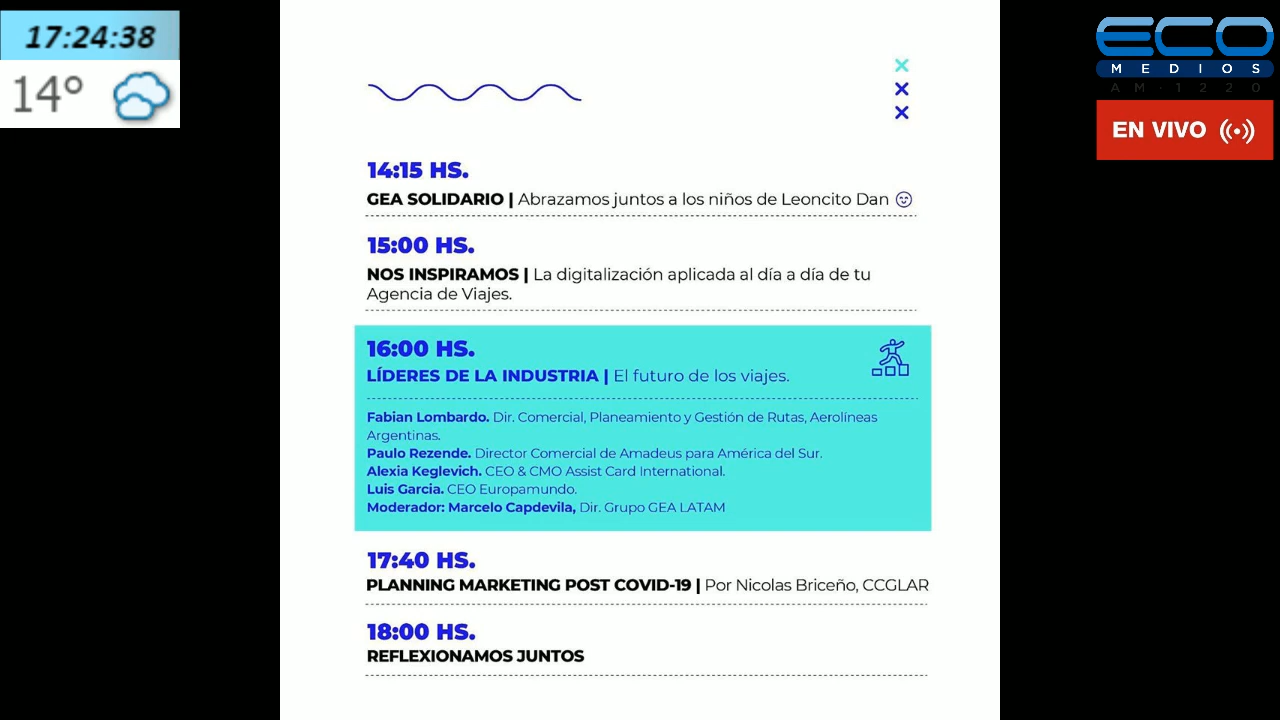 17:24:38
14°
ECO
MEDIOS
AM·1220
EN VIVO
14:15 HS.
GEA SOLIDARIO | Abrazamos juntos a los niños de Leoncito Dan
15:00 HS.
NOS INSPIRAMOS | La digitalización aplicada al día a día de tu
Agencia de Viajes.
16:00 HS.
LÍDERES DE LA INDUSTRIA | El futuro de los viajes.
Fabian Lombardo. Dir. Comercial, Planeamiento y Gestión de Rutas, Aerolíneas
Argentinas.
Paulo Rezende. Director Comercial de Amadeus para América del Sur.
Alexia Keglevich. CEO & CMO Assist Card International.
Luis Garcia. CEO Europamundo.
Moderador: Marcelo Capdevila, Dir. Grupo GEA LATAM
17:40 HS.
PLANNING MARKETING POST COVID-19 | Por Nicolas Briceño, CCGLAR
18:00 HS.
REFLEXIONAMOS JUNTOS